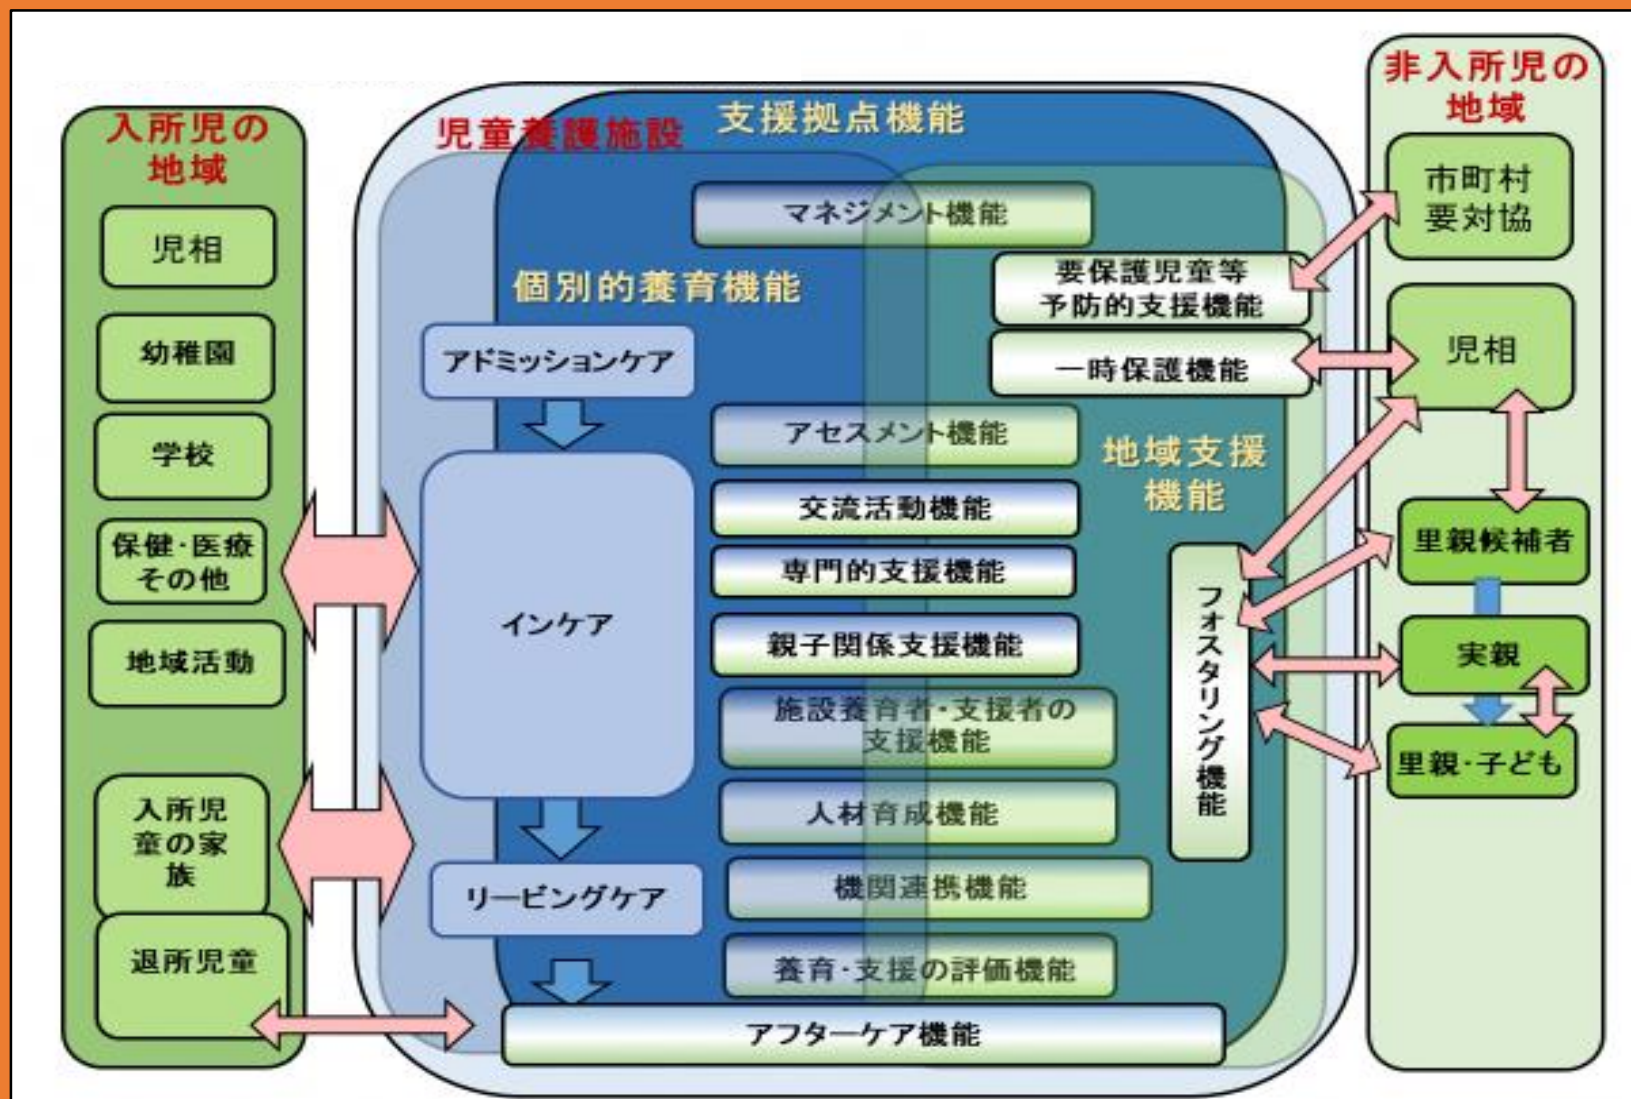 入所児の
地域
児相
幼稚園
学校
保健・医療
その他
地域活動
入所児
童の家
族
退所児童
児童養護施設
支援拠点機能
マネジメント機能
個別的養育機能
アドミッションケア
インケア
リービングケア
要保護児童等
予防的支援機能
一時保護機能
アセスメント機能
地域支援
機能
交流活動機能
専門的支援機能
親子関係支援機能
施設養育者・支援者の
支援機能
人材育成機能
機関連携機能
養育・支援の評価機能
アフターケア機能
フォスタリング機能
非入所児の
地域
市町村
要対協
児相
里親候補者
実親
里親・子ども